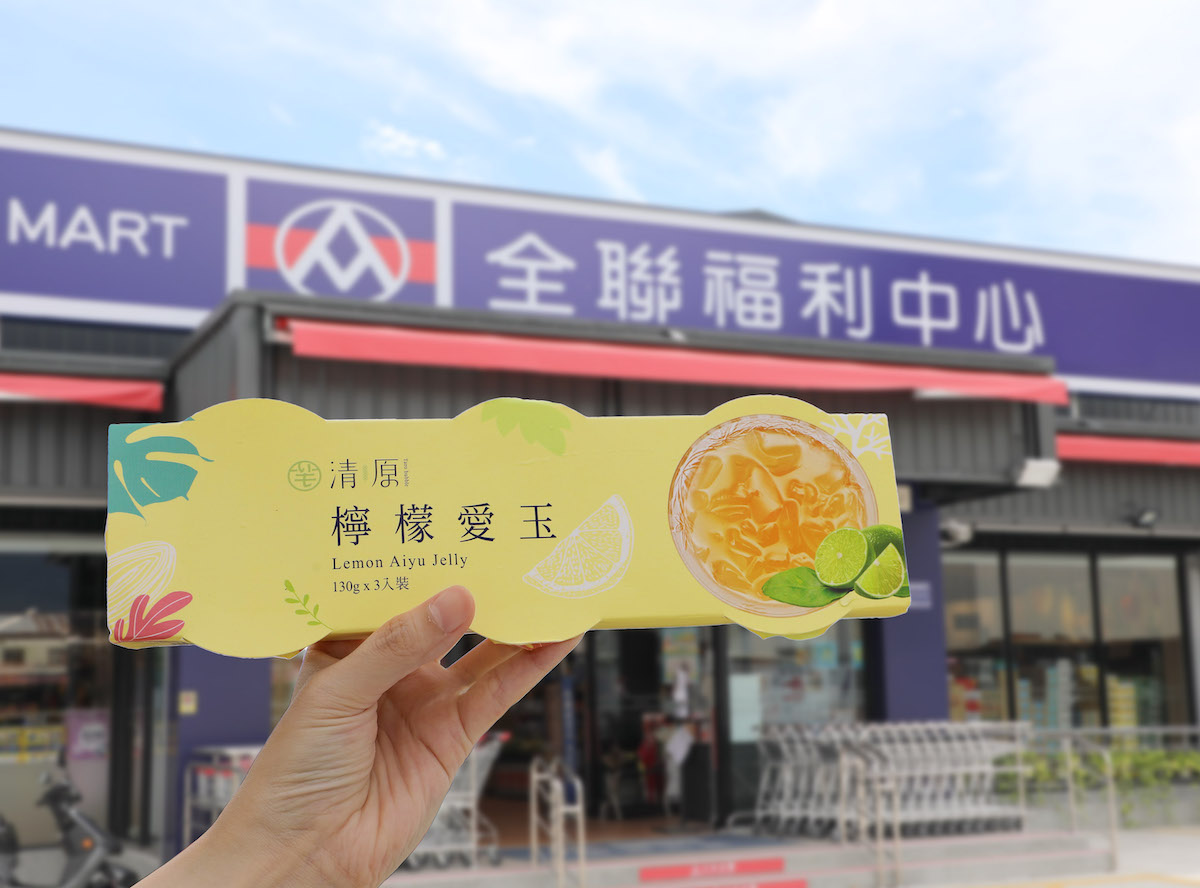 MART
全聯福利中心
清原
檸檬愛玉
Lemon Aiyu Jelly
130g x 3入裝